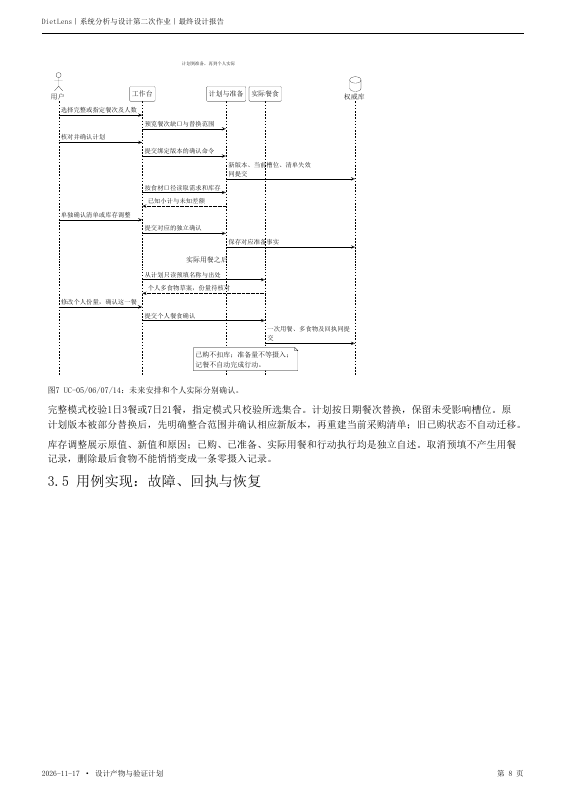 DietLens｜系统分析与设计第二次作业｜最终设计报告
计划到准备，再到个人实际
用户
工作台
计划与准备
实际餐食
权威库
选择完整或指定餐次及人数
预览餐次缺口与替换范围
核对并确认计划
提交绑定版本的确认命令
新版本、当前槽位、清单失效
同提交
按食材口径读取需求和库存
已知小计与未知差额
单独确认清单或库存调整
提交对应的独立确认
保存对应准备事实
实际用餐之后
从计划只读预填名称与出处
个人多食物草案；份量待核对
修改个人份量，确认这一餐
提交个人餐食确认
一次用餐、多食物及回执同提
交
已购不扣库；准备量不等摄入；
记餐不自动完成行动。
图7 UC-05/06/07/14：未来安排和个人实际分别确认。
完整模式校验1日3餐或7日21餐，指定模式只校验所选集合。计划按日期餐次替换，保留未受影响槽位。原
计划版本被部分替换后，先明确整合范围并确认相应新版本，再重建当前采购清单；旧已购状态不自动迁移。
库存调整展示原值、新值和原因；已购、已准备、实际用餐和行动执行均是独立自述。取消预填不产生用餐
记录，删除最后食物不能悄悄变成一条零摄入记录。
3.5 用例实现：故障、回执与恢复
2026-11-17 · 设计产物与验证计划
第 8 页